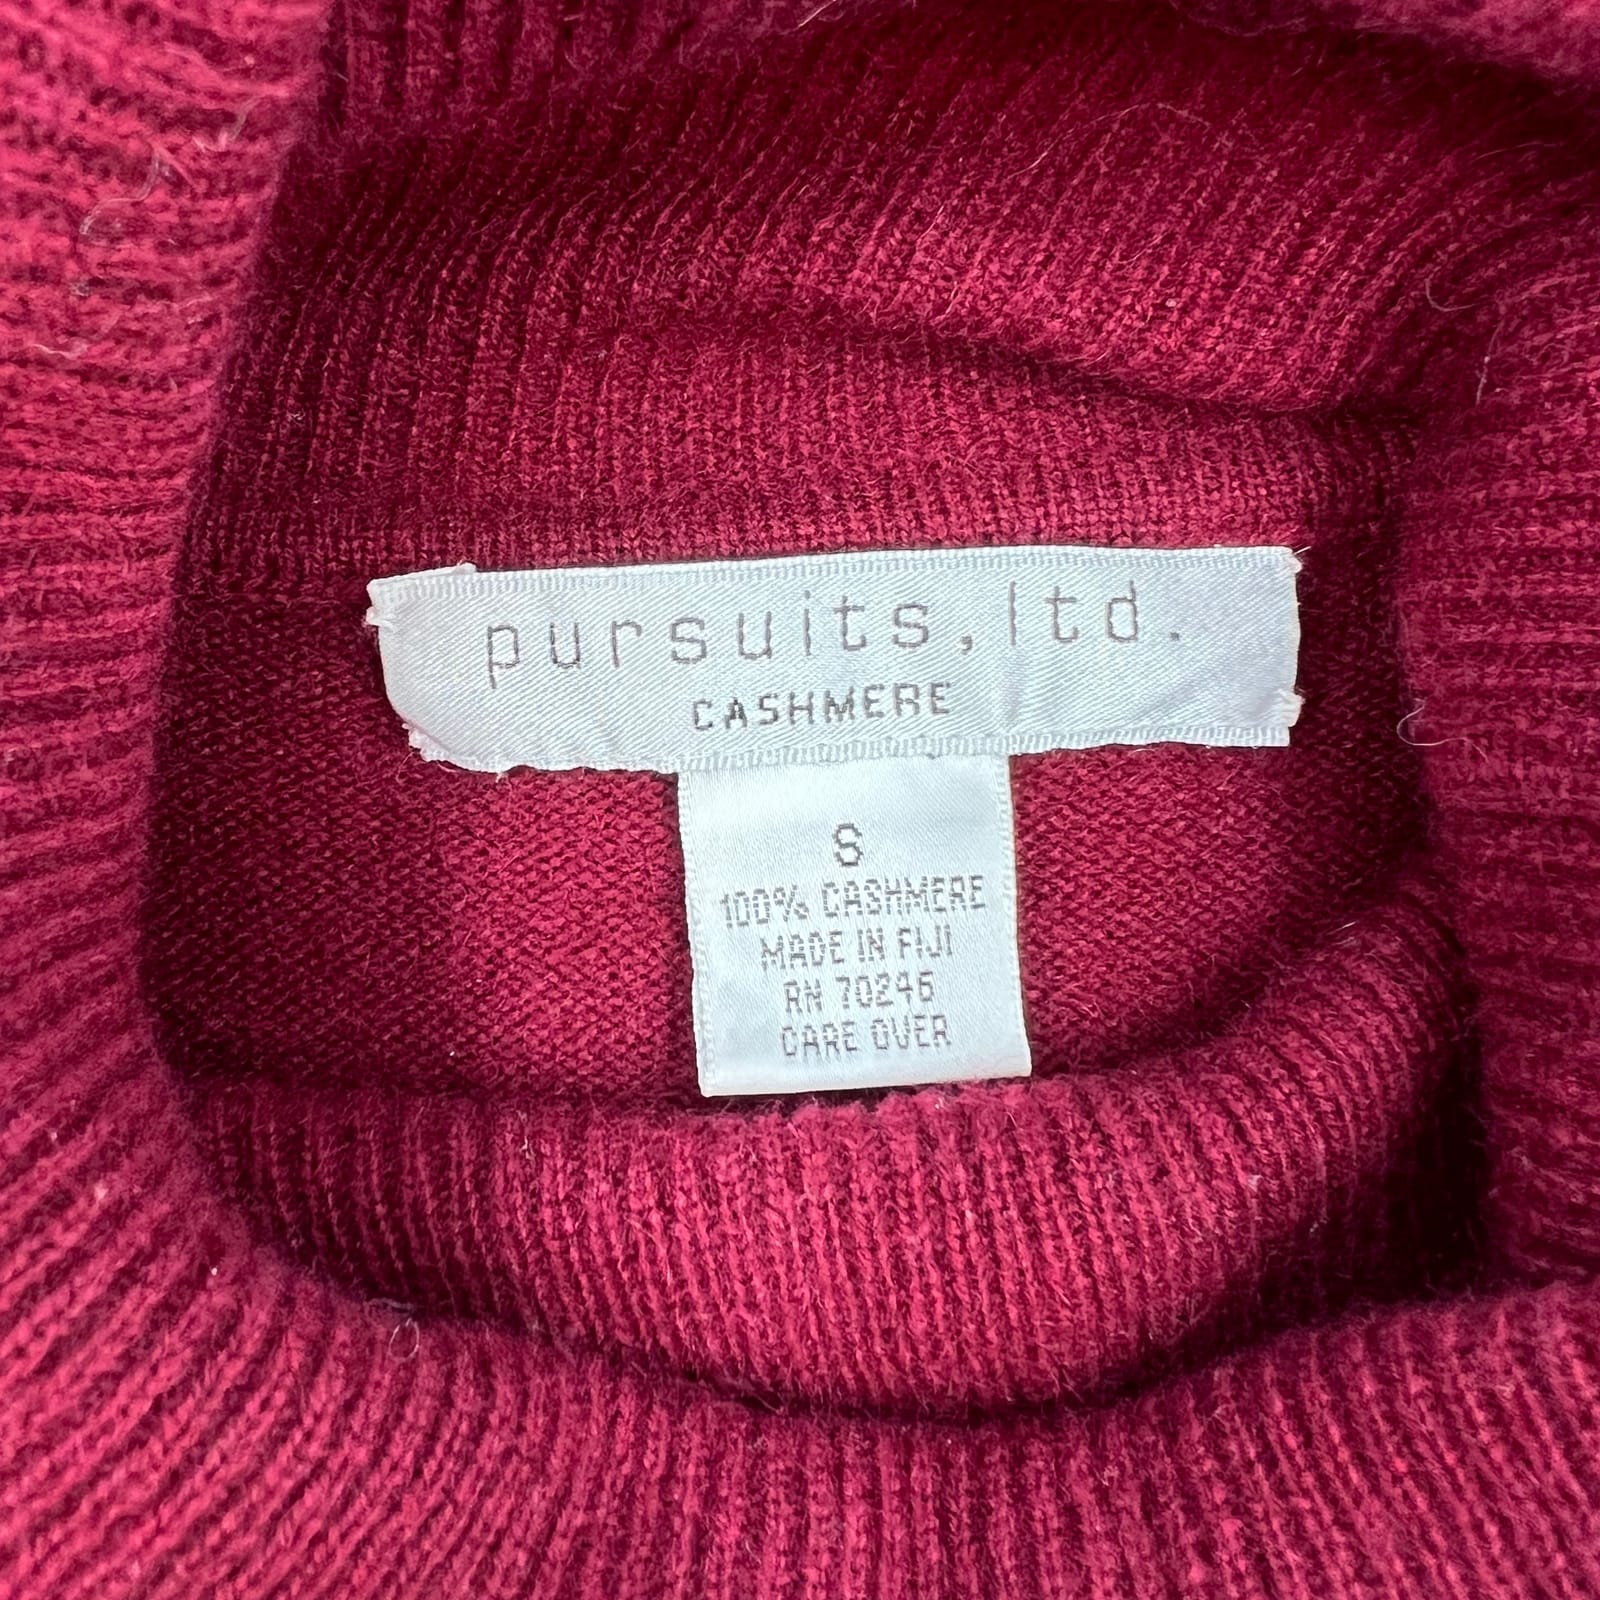 pursuits, ltd.
CASHMERE
S
100% CASHMERE
MADE IN FIJI
RN 70246
CARE OVER